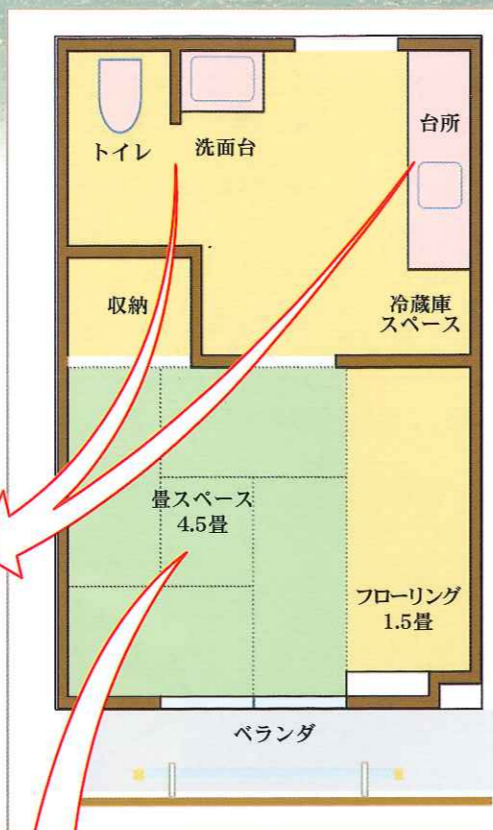 トイレ
洗面台
台所
収納
冷蔵庫
スペース
畳スペース
4.5畳
フローリング
1.5畳
ベランダ